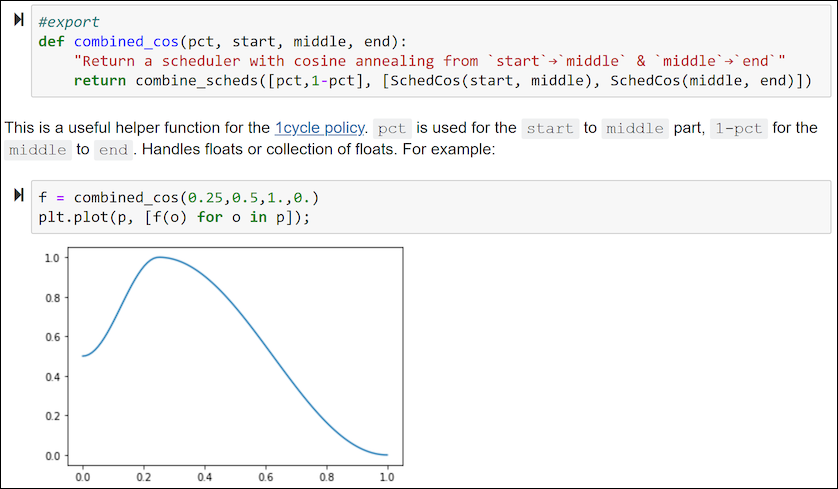 #export
def combined_cos(pct, start, middle, end):
"Return a scheduler with cosine annealing from `start`→`middle` & `middle`→`end`"
return combine_scheds([pct,1-pct], [SchedCos(start, middle), SchedCos(middle, end)])
This is a useful helper function for the 1cycle policy. pct is used for the start to middle part, 1-pct for the
middle to end . Handles floats or collection of floats. For example:
f = combined_cos(0.25,0.5,1.,0.)
plt.plot(p, [f(o) for o in p]);
1.0
0.8
0.6
0.4
0.2
0.0
0.0 0.2 0.4 0.6 0.8 1.0